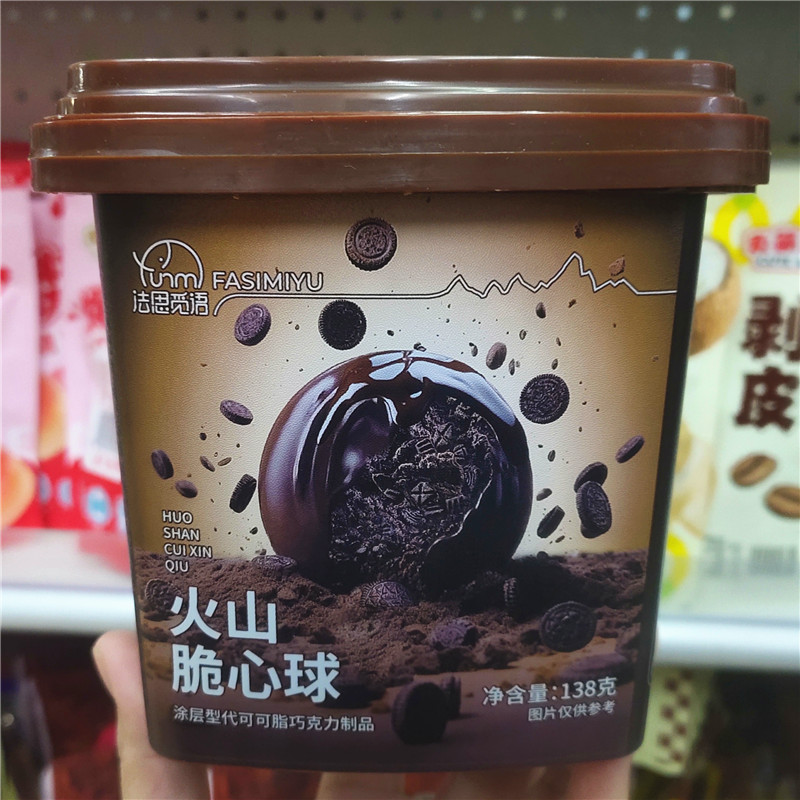 yunm
FASIMIYU
法思觅语
HUO
SHAN
CUI XIN
QIU
火山
脆心球
涂层型代可可脂巧克力制品
净含量:138克
图片仅供参考
剥
皮